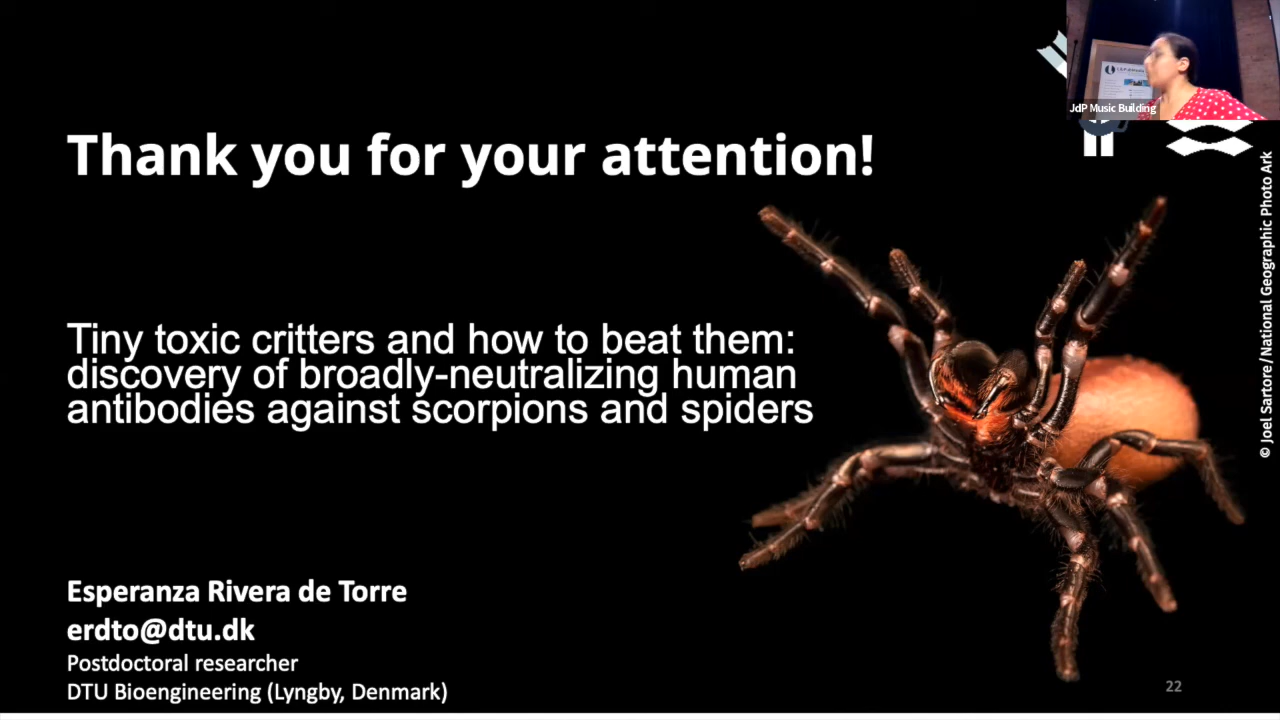 Thank you for your attention!
JdP Music Building
© Joel Sartore/National Geographic Photo Ark
Tiny toxic critters and how to beat them:
discovery of broadly-neutralizing human
antibodies against scorpions and spiders
Esperanza Rivera de Torre
erdto@dtu.dk
Postdoctoral researcher
DTU Bioengineering (Lyngby, Denmark)
22